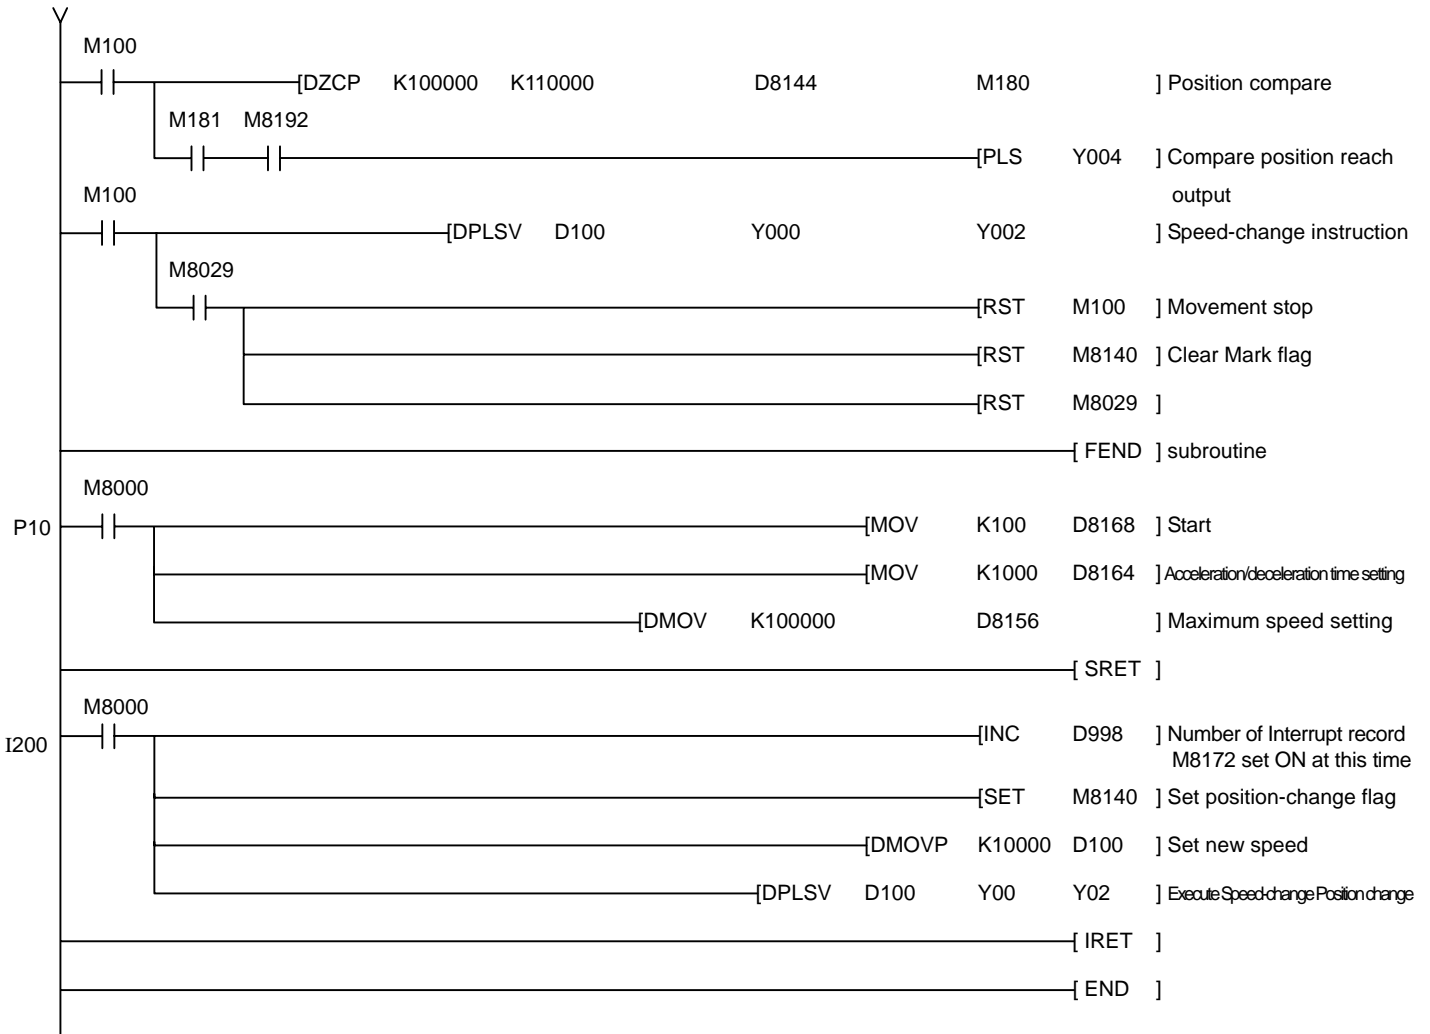 M100
[DZCP K100000 K110000 D8144 M180 ] Position compare
M181 M8192
[PLS Y004 ] Compare position reach
output
M100
[DPLSV D100 Y000 Y002 ] Speed-change instruction
M8029
[RST M100 ] Movement stop
[RST M8140 ] Clear Mark flag
[RST M8029 ]
[ FEND ] subroutine
M8000
P10 [MOV K100 D8168 ] Start
[MOV K1000 D8164 ] Acceleration/deceleration time setting
[DMOV K100000 D8156 ] Maximum speed setting
[ SRET ]
M8000
I200 [INC D998 ] Number of Interrupt record
M8172 set ON at this time
[SET M8140 ] Set position-change flag
[DMOVP K10000 D100 ] Set new speed
[DPLSV D100 Y00 Y02 ] Execute Speed-change Position change
[ IRET ]
[ END ]